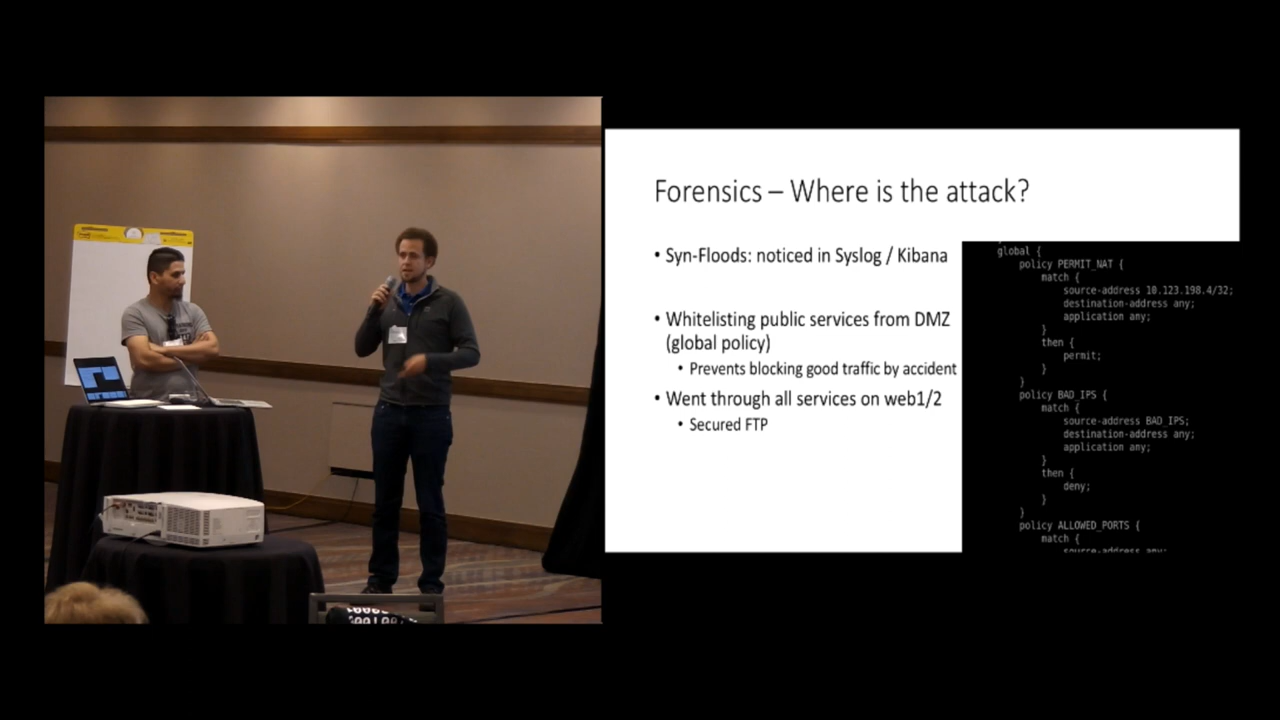 Forensics – Where is the attack?
• Syn-Floods: noticed in Syslog / Kibana
• Whitelisting public services from DMZ
(global policy)
• Prevents blocking good traffic by accident
• Went through all services on web1/2
• Secured FTP
global {
policy PERMIT_NAT {
match {
source-address 10.123.198.4/32;
destination-address any;
application any;
}
then {
permit;
}
}
policy BAD_IPS {
match {
source-address BAD_IPS;
destination-address any;
application any;
}
then {
deny;
}
}
policy ALLOWED_PORTS {
match {
source-address any;